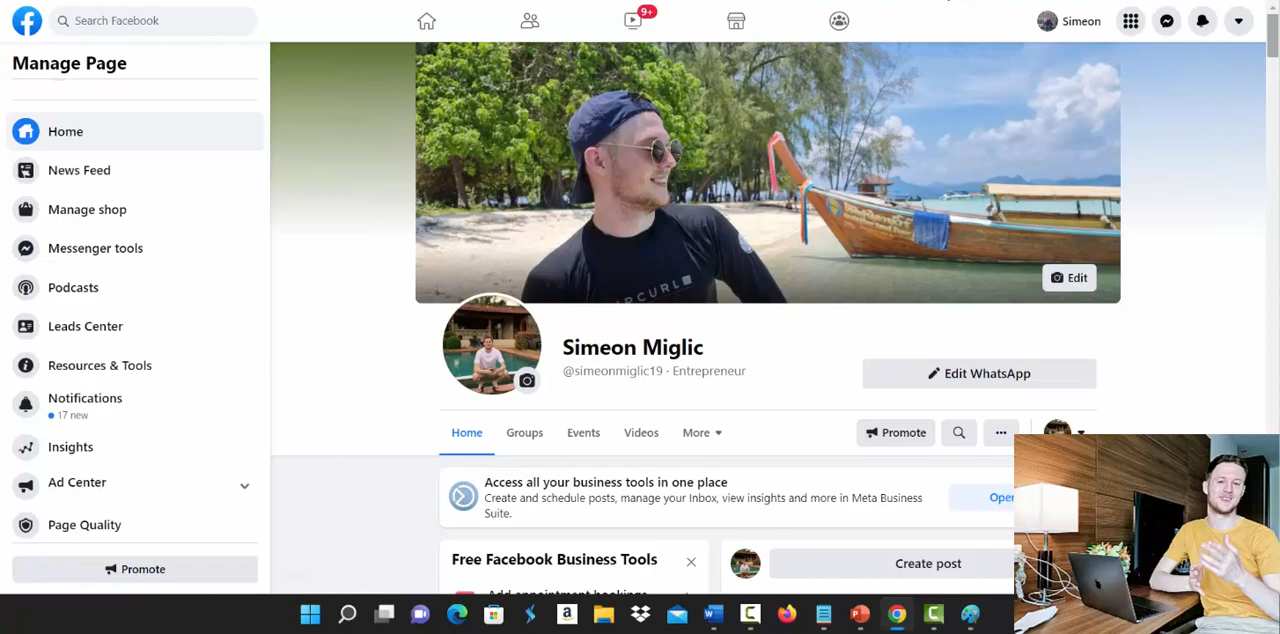 Search Facebook
9+
Simeon
Manage Page
Home
News Feed
Manage shop
Messenger tools
Podcasts
Leads Center
Resources & Tools
Notifications
17 new
Insights
Ad Center
Page Quality
Promote
RIPCURL
Edit
Simeon Miglic
@simeonmiglic19 · Entrepreneur
Edit WhatsApp
Home Groups Events Videos More
Promote
Access all your business tools in one place
Create and schedule posts, manage your Inbox, view insights and more in Meta Business
Suite.
Free Facebook Business Tools
Create post